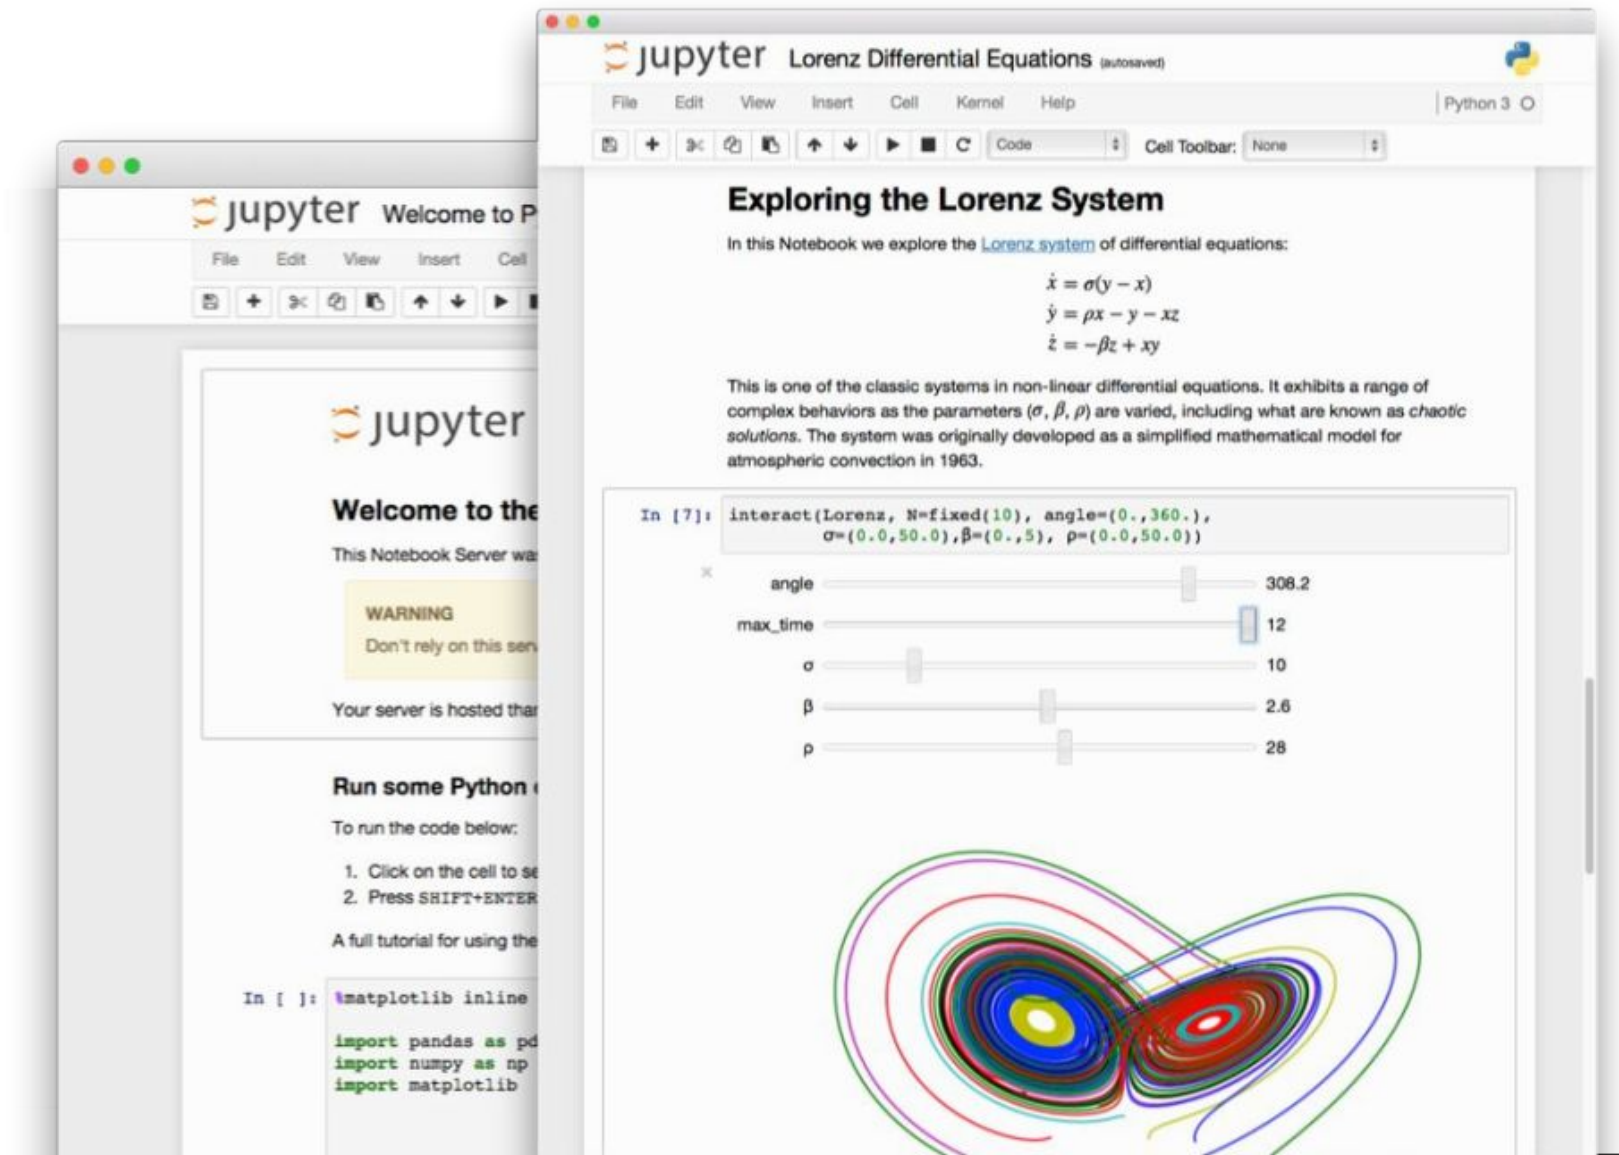 jupyter Lorenz Differential Equations (autosaved)
File Edit View Insert Cell Kernel Help Python 3
Code Cell Toolbar: None
Exploring the Lorenz System
In this Notebook we explore the Lorenz system of differential equations:
ẋ = σ(y − x)
ẏ = ρx − y − xz
ż = −βz + xy
This is one of the classic systems in non-linear differential equations. It exhibits a range of
complex behaviors as the parameters (σ, β, ρ) are varied, including what are known as chaotic
solutions. The system was originally developed as a simplified mathematical model for
atmospheric convection in 1963.
In [7]: interact(Lorenz, N=fixed(10), angle=(0.,360.),
σ=(0.0,50.0),β=(0.,5), ρ=(0.0,50.0))
angle 308.2
max_time 12
σ 10
β 2.6
ρ 28
jupyter Welcome to P
File Edit View Insert Cell
jupyter
Welcome to the
This Notebook Server was
WARNING
Don't rely on this serv
Your server is hosted than
Run some Python
To run the code below:
1. Click on the cell to se
2. Press SHIFT+ENTER
A full tutorial for using the
In [ ]: %matplotlib inline
import pandas as pd
import numpy as np
import matplotlib